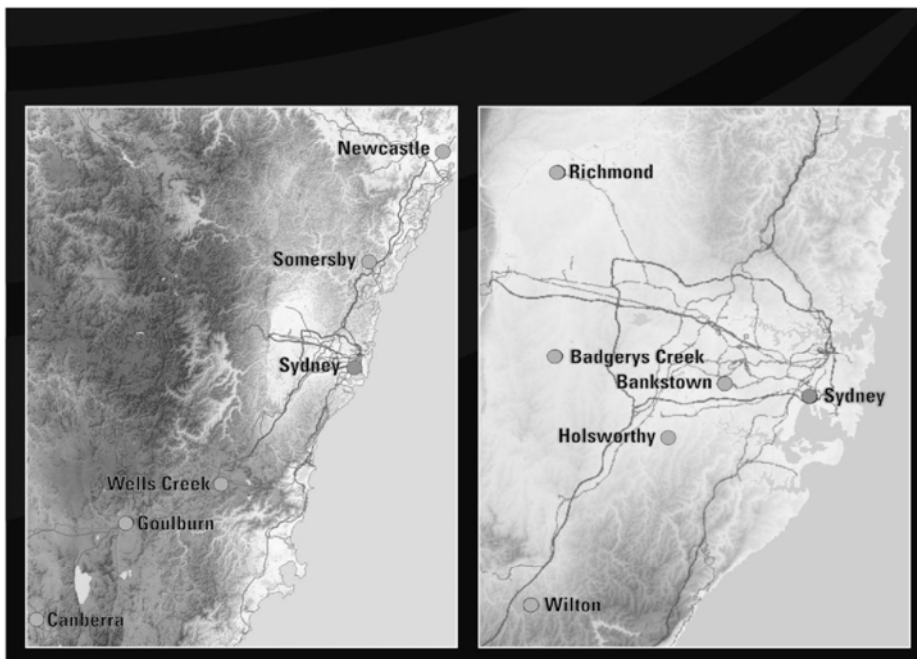 Newcastle
Somersby
Sydney
Wells Creek
Goulburn
Canberra
Richmond
Badgerys Creek
Bankstown
Sydney
Holsworthy
Wilton